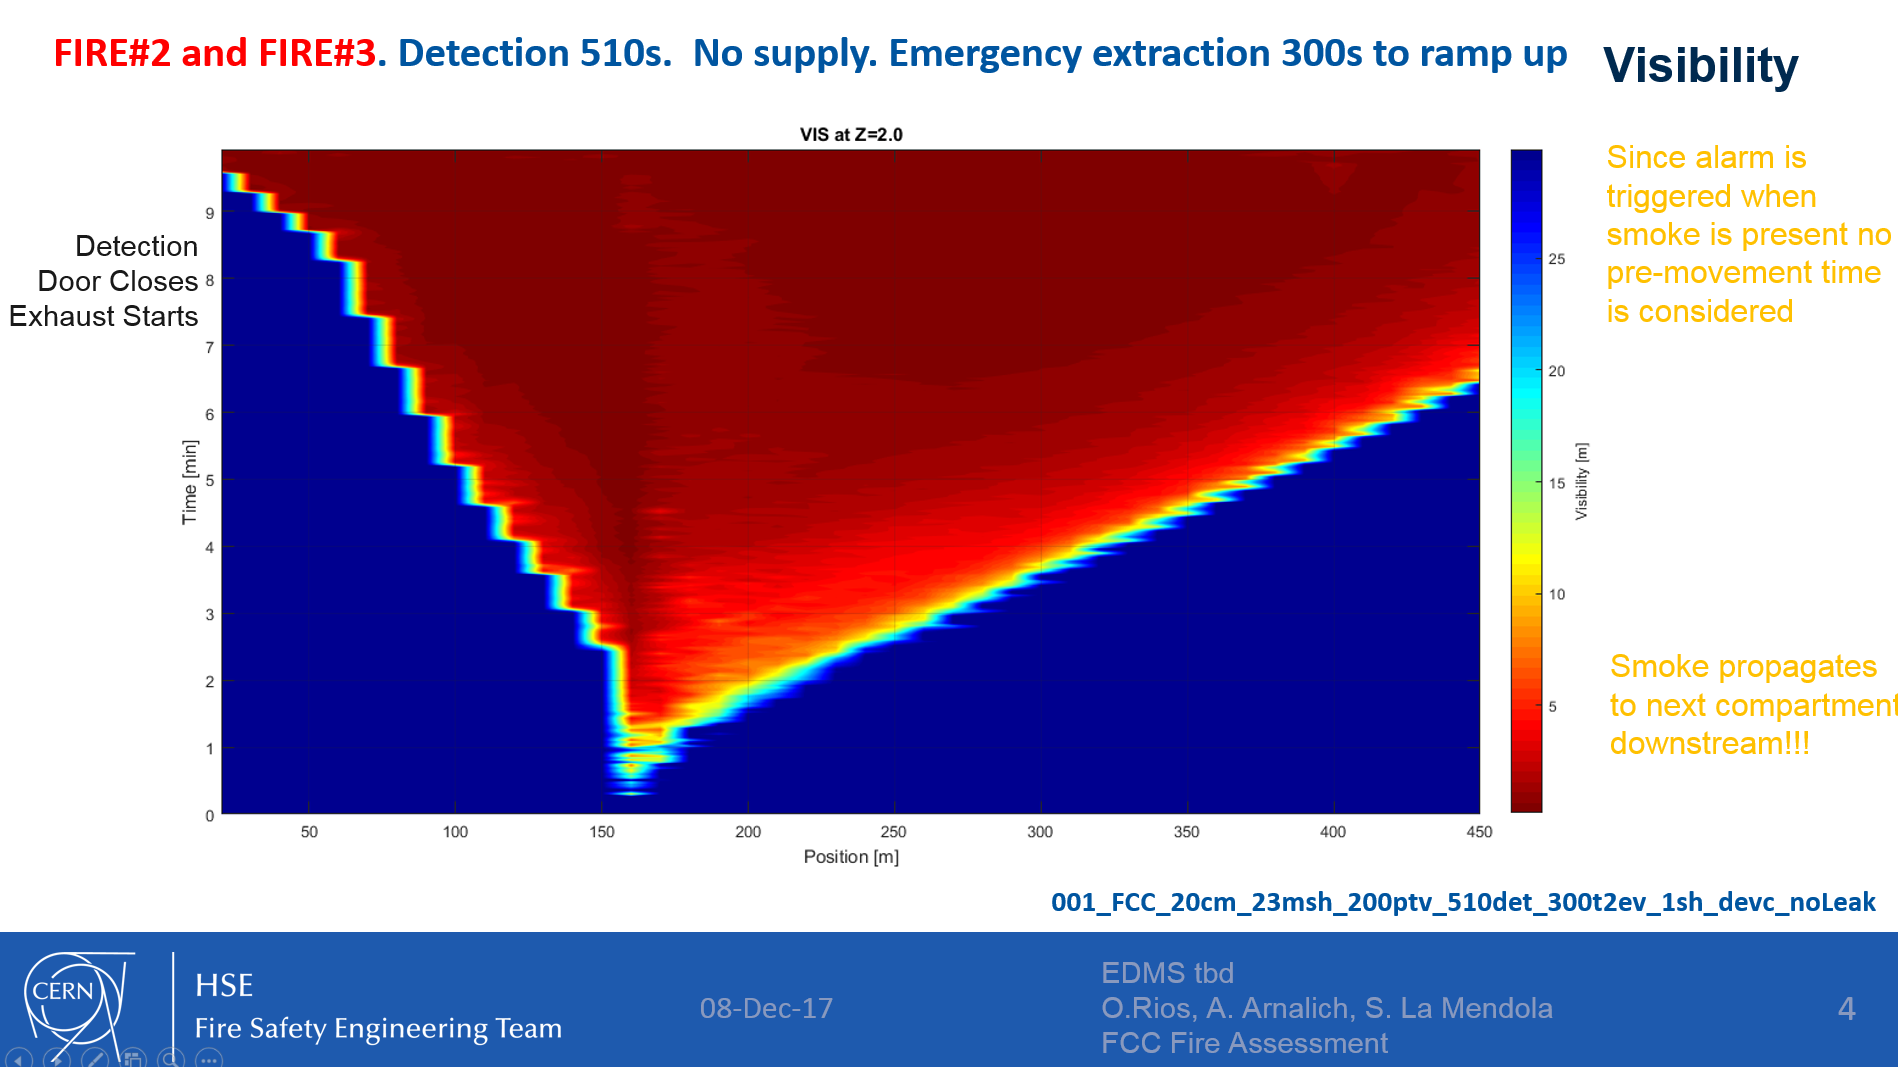 FIRE#2 and FIRE#3. Detection 510s.  No supply. Emergency extraction 300s to ramp up
Visibility
VIS at Z=2.0
Detection
Door Closes
Exhaust Starts
Time [min]
9
8
7
6
5
4
3
2
1
0
50
100
150
200
250
300
350
400
450
Position [m]
25
20
15
10
5
Visibility [m]
Since alarm is
triggered when
smoke is present no
pre-movement time
is considered
Smoke propagates
to next compartment
downstream!!!
001_FCC_20cm_23msh_200ptv_510det_300t2ev_1sh_devc_noLeak
CERN
HSE
Fire Safety Engineering Team
08-Dec-17
EDMS tbd
O.Rios, A. Arnalich, S. La Mendola
FCC Fire Assessment
4